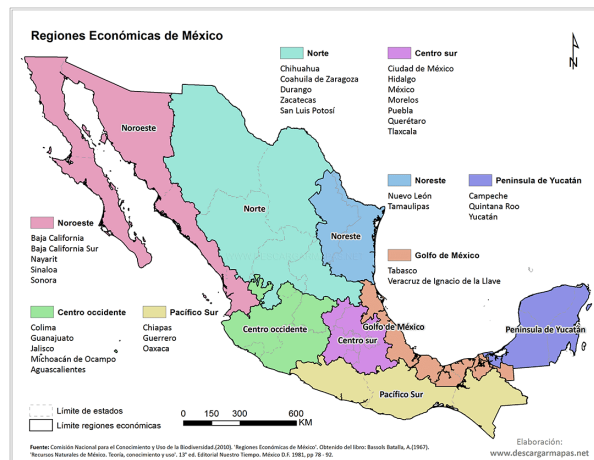 Regiones Económicas de México
N
Norte
Chihuahua
Coahuila de Zaragoza
Durango
Zacatecas
San Luis Potosí
Centro sur
Ciudad de México
Hidalgo
México
Morelos
Puebla
Querétaro
Tlaxcala
Noreste
Nuevo León
Tamaulipas
Peninsula de Yucatán
Campeche
Quintana Roo
Yucatán
Golfo de México
Tabasco
Veracruz de Ignacio de la Llave
Noroeste
Baja California
Baja California Sur
Nayarit
Sinaloa
Sonora
Centro occidente
Colima
Guanajuato
Jalisco
Michoacán de Ocampo
Aguascalientes
Pacífico Sur
Chiapas
Guerrero
Oaxaca
Noroeste
Norte
Noreste
Centro occidente
Golfo de México
Centro sur
Peninsula de Yucatán
Pacífico Sur
Límite de estados
Límite regiones económicas
0 150 300 600
KM
Elaboración:
www.descargarmapas.net
Fuente: Comisión Nacional para el Conocimiento y Uso de la Biodiversidad.(2010). 'Regiones Económicas de México'. Obtenido del libro: Bassols Batalla, A.(1967).
'Recursos Naturales de México. Teoría, conocimiento y uso'. 13° ed. Editorial Nuestro Tiempo. México D.F. 1981, pp 78 - 92.